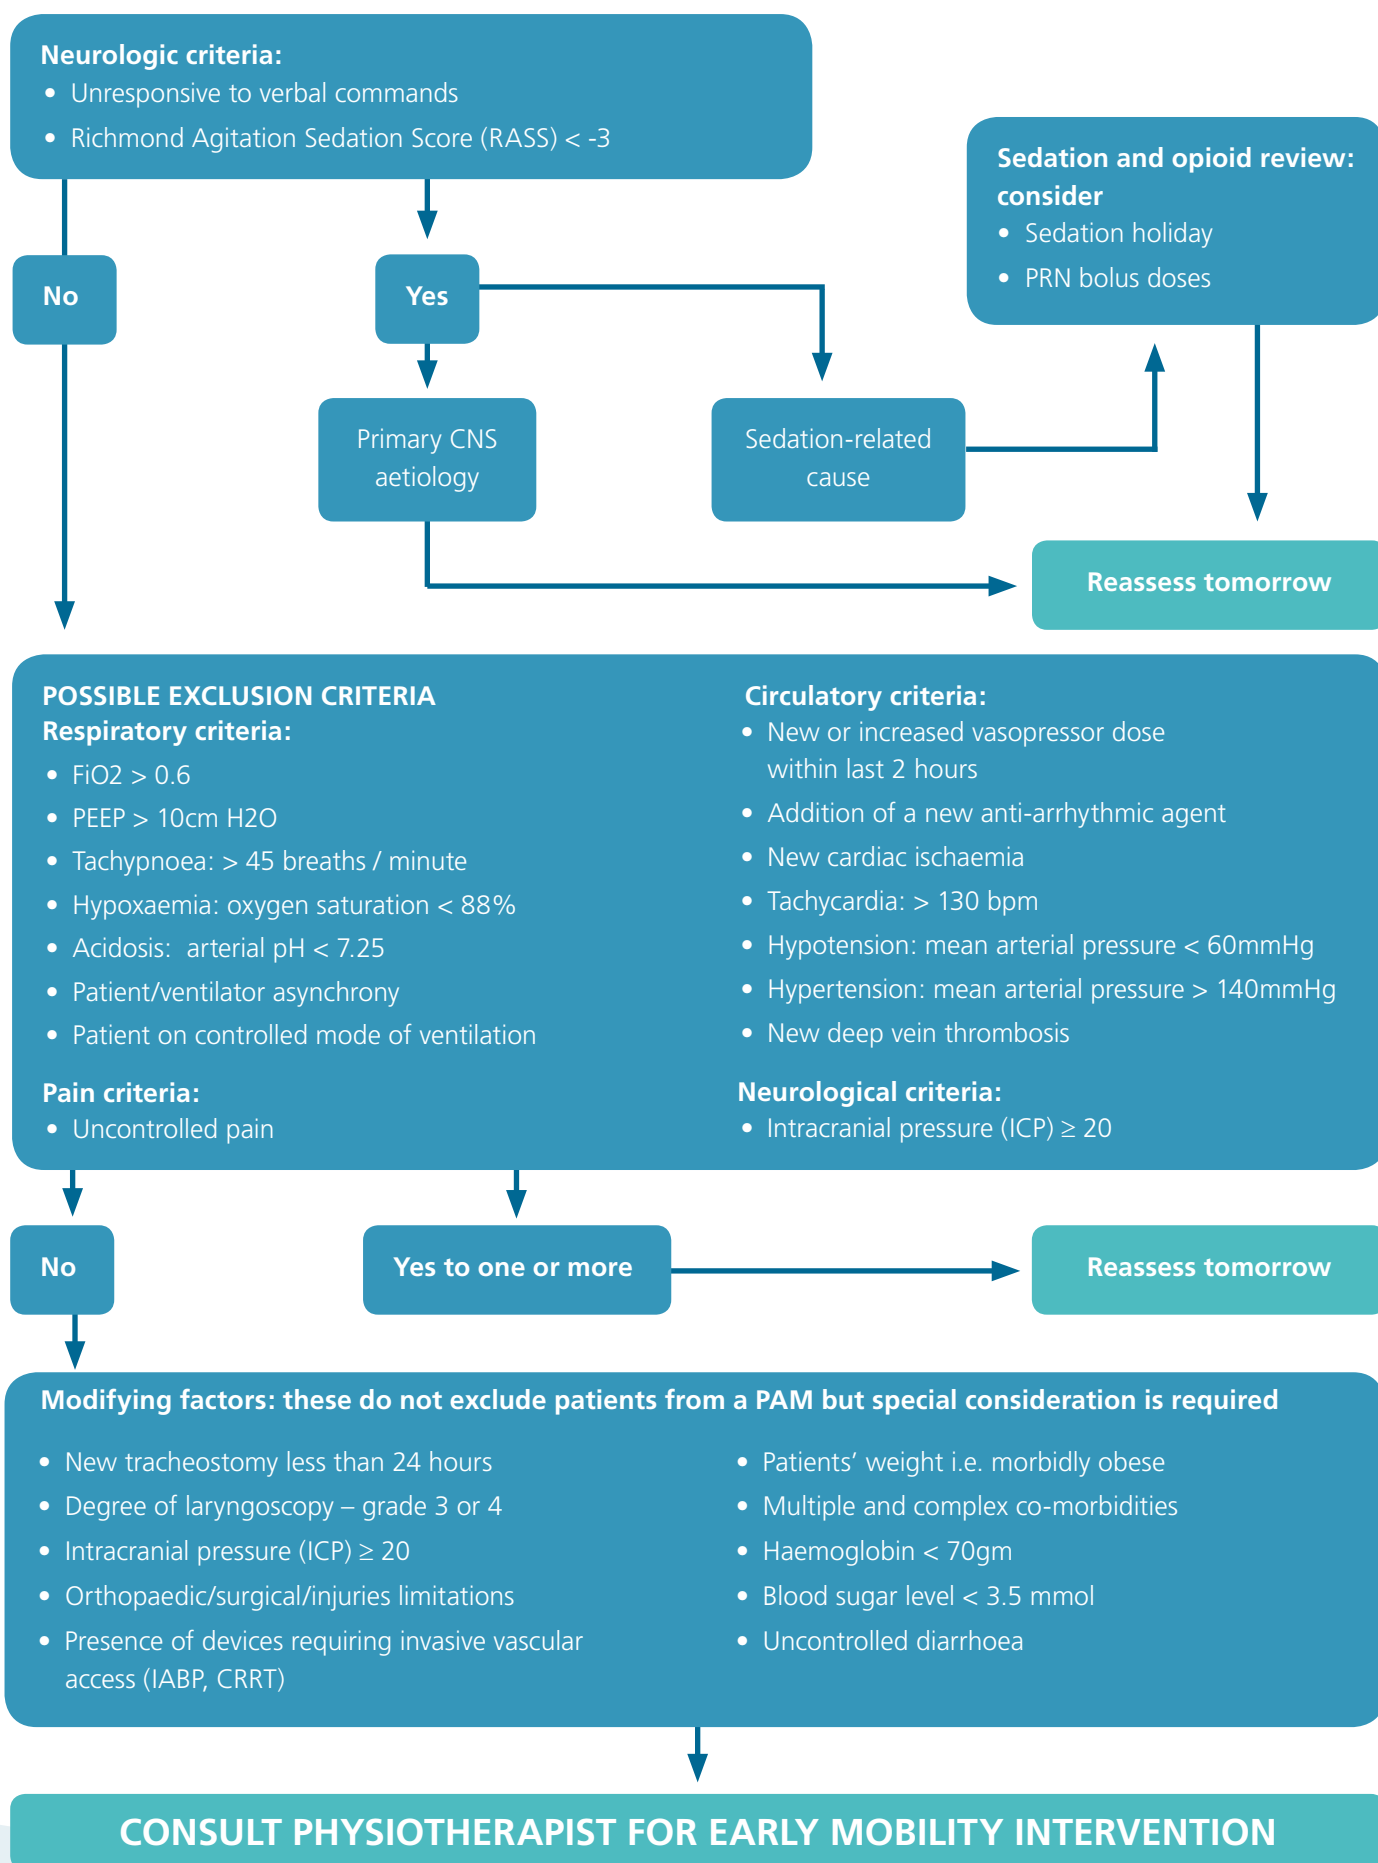 Neurologic criteria:
• Unresponsive to verbal commands
• Richmond Agitation Sedation Score (RASS) < -3
Sedation and opioid review:
consider
• Sedation holiday
• PRN bolus doses
No
Yes
Primary CNS
aetiology
Sedation-related
cause
Reassess tomorrow
POSSIBLE EXCLUSION CRITERIA
Respiratory criteria:
• FiO2 > 0.6
• PEEP > 10cm H2O
• Tachypnoea: > 45 breaths / minute
• Hypoxaemia: oxygen saturation < 88%
• Acidosis: arterial pH < 7.25
• Patient/ventilator asynchrony
• Patient on controlled mode of ventilation
Pain criteria:
• Uncontrolled pain
Circulatory criteria:
• New or increased vasopressor dose
within last 2 hours
• Addition of a new anti-arrhythmic agent
• New cardiac ischaemia
• Tachycardia: > 130 bpm
• Hypotension: mean arterial pressure < 60mmHg
• Hypertension: mean arterial pressure > 140mmHg
• New deep vein thrombosis
Neurological criteria:
• Intracranial pressure (ICP) ≥ 20
No
Yes to one or more
Reassess tomorrow
Modifying factors: these do not exclude patients from a PAM but special consideration is required
• New tracheostomy less than 24 hours
• Degree of laryngoscopy – grade 3 or 4
• Intracranial pressure (ICP) ≥ 20
• Orthopaedic/surgical/injuries limitations
• Presence of devices requiring invasive vascular
access (IABP, CRRT)
• Patients’ weight i.e. morbidly obese
• Multiple and complex co-morbidities
• Haemoglobin < 70gm
• Blood sugar level < 3.5 mmol
• Uncontrolled diarrhoea
CONSULT PHYSIOTHERAPIST FOR EARLY MOBILITY INTERVENTION